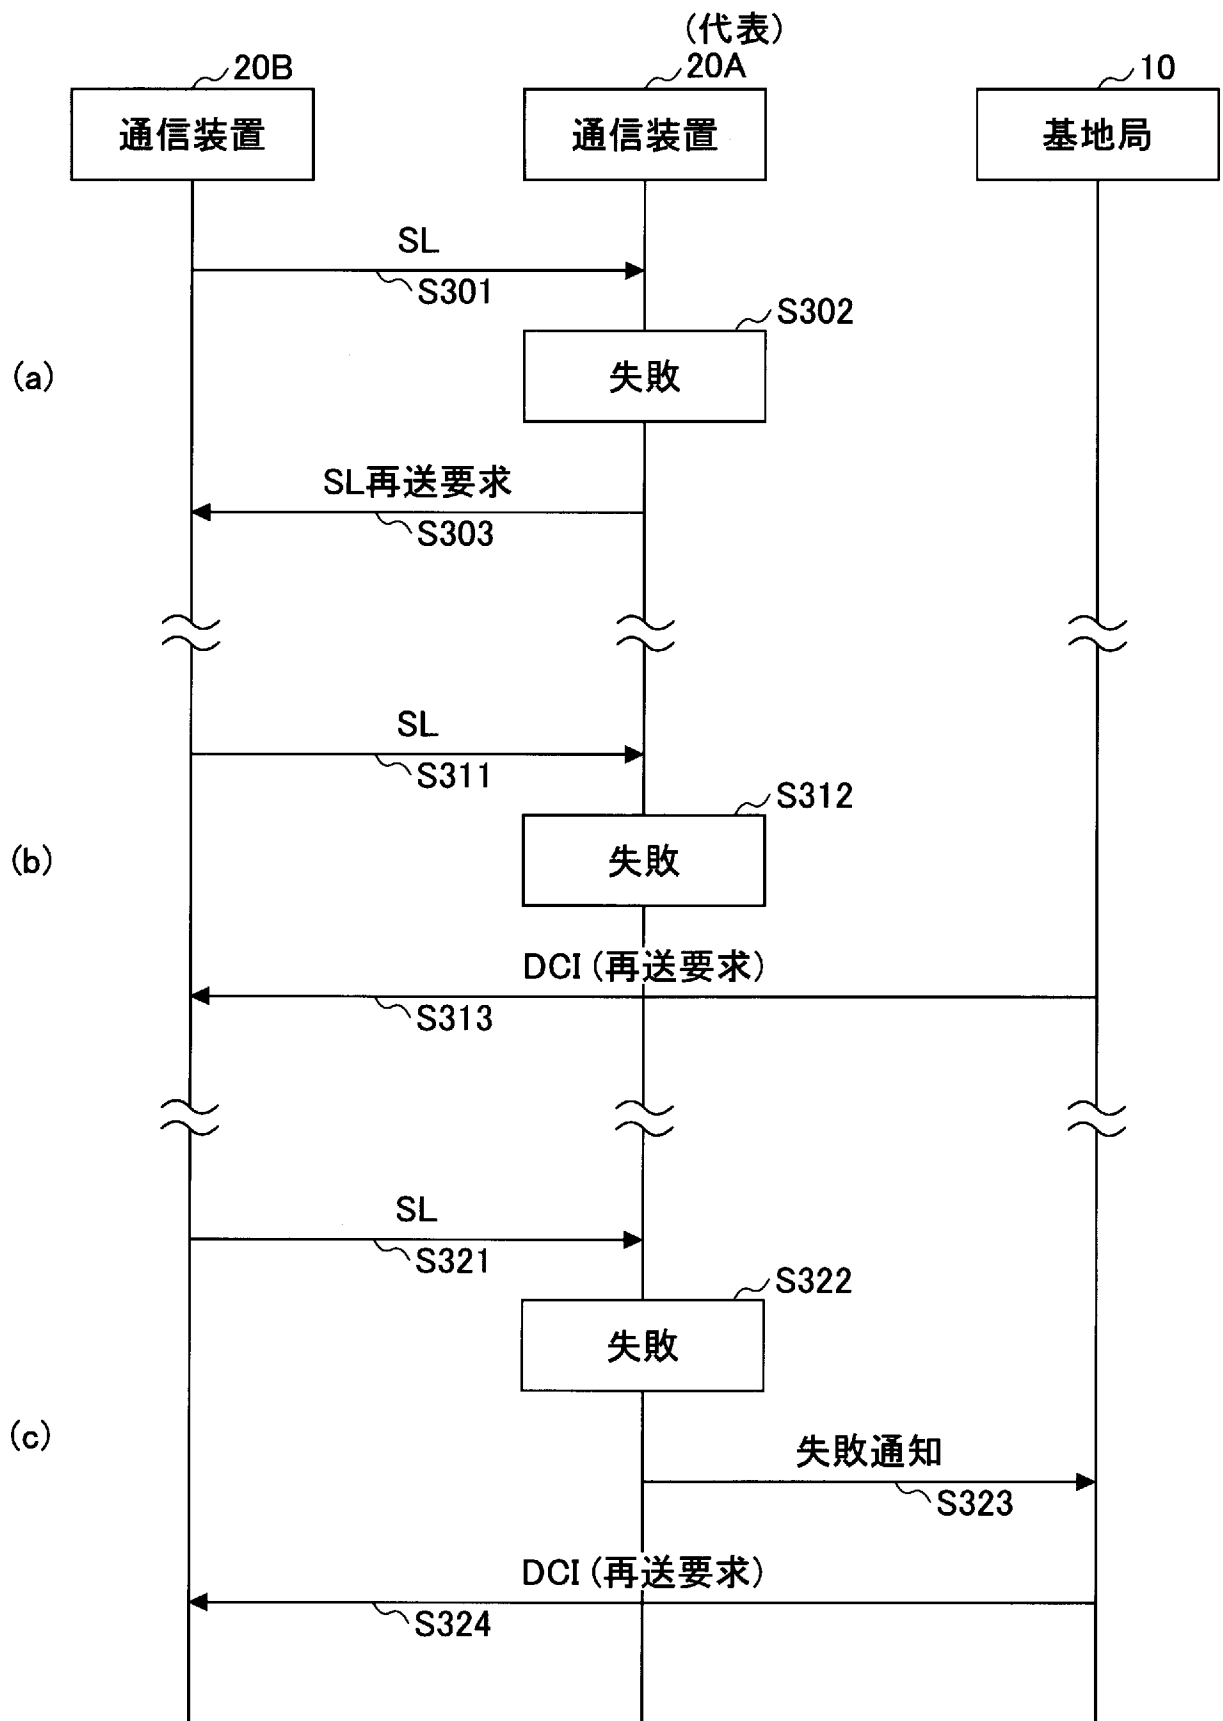 (代表)
20B
20A
10
通信装置
通信装置
基地局
SL
S301
S302
(a)
失敗
SL再送要求
S303
SL
S311
S312
(b)
失敗
DCI (再送要求)
S313
SL
S321
S322
失敗
(c)
失敗通知
S323
DCI (再送要求)
S324